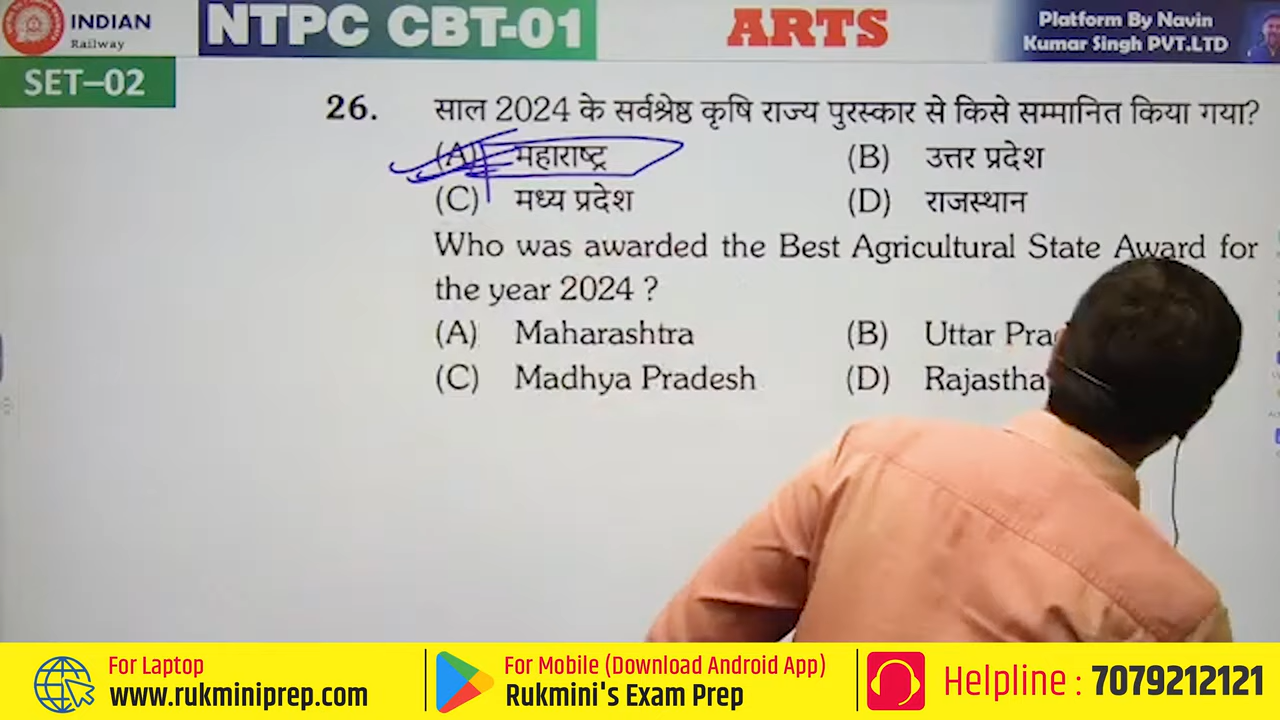 INDIAN
Railway
NTPC CBT-01
ARTS
Platform By Navin
Kumar Singh PVT.LTD
SET–02
26. साल 2024 के सर्वश्रेष्ठ कृषि राज्य पुरस्कार से किसे सम्मानित किया गया?
(A) महाराष्ट्र (B) उत्तर प्रदेश
(C) मध्य प्रदेश (D) राजस्थान
Who was awarded the Best Agricultural State Award for
the year 2024 ?
(A) Maharashtra (B) Uttar
(C) Madhya Pradesh (D)
For Laptop
www.rukminiprep.com
For Mobile (Download Android App)
Rukmini's Exam Prep
Helpline : 7079212121